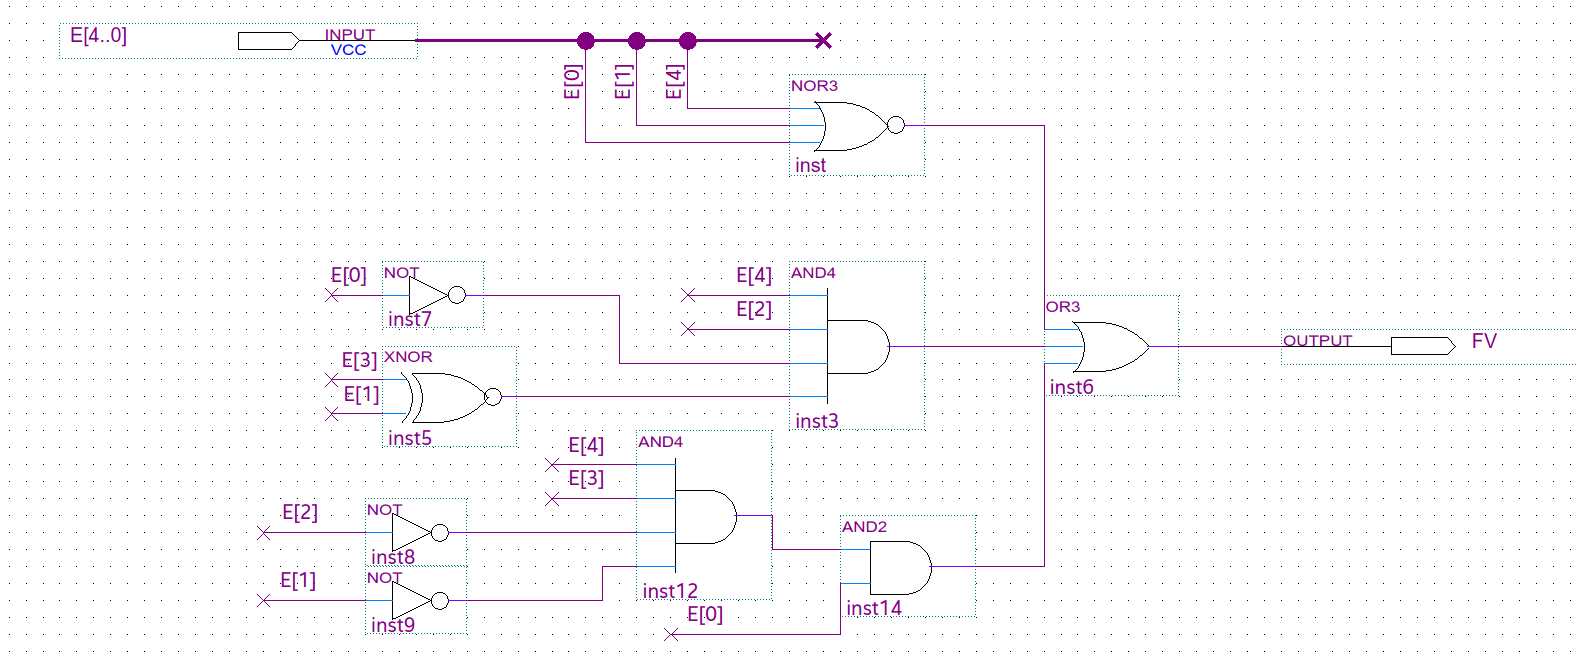 E[4..0]
INPUT
VCC
E[0]
E[1]
E[4]
NOR3
inst
E[0]
NOT
inst7
E[4]
E[2]
AND4
inst3
E[3]
E[1]
XNOR
inst5
OR3
inst6
OUTPUT
FV
E[4]
E[3]
AND4
inst12
E[2]
NOT
inst8
E[1]
NOT
inst9
AND2
inst14
E[0]